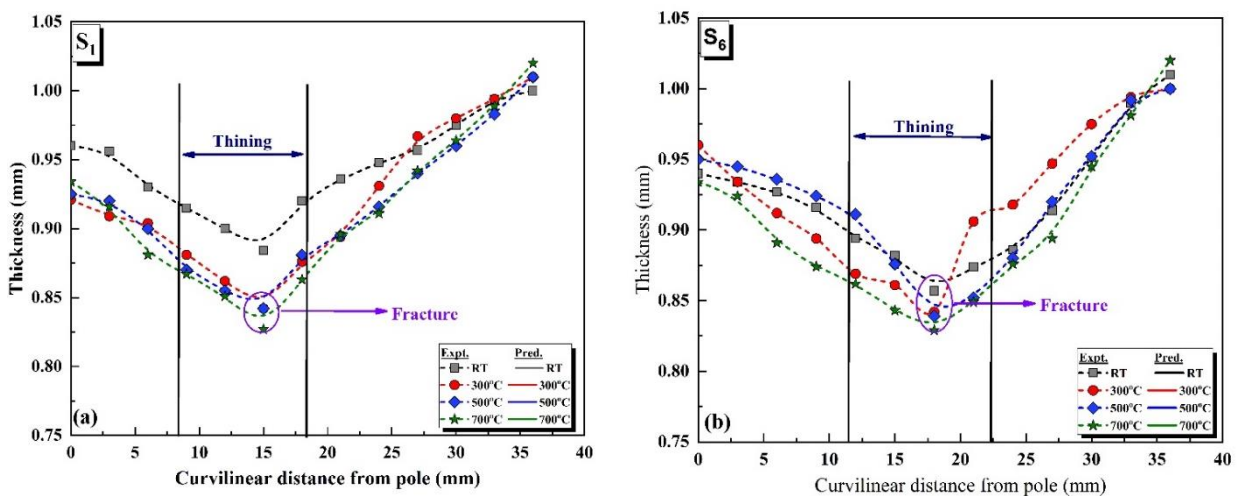 S1
1.05
1.00
0.95
0.90
0.85
0.80
0.75
Thickness (mm)
Thining
Fracture
Expt. Pred.
RT RT
300°C 300°C
500°C 500°C
700°C 700°C
(a)
0 5 10 15 20 25 30 35 40
Curvilinear distance from pole (mm)
S6
1.05
1.00
0.95
0.90
0.85
0.80
0.75
Thickness (mm)
Thining
Fracture
Expt. Pred.
RT RT
300°C 300°C
500°C 500°C
700°C 700°C
(b)
0 5 10 15 20 25 30 35 40
Curvilinear distance from pole (mm)